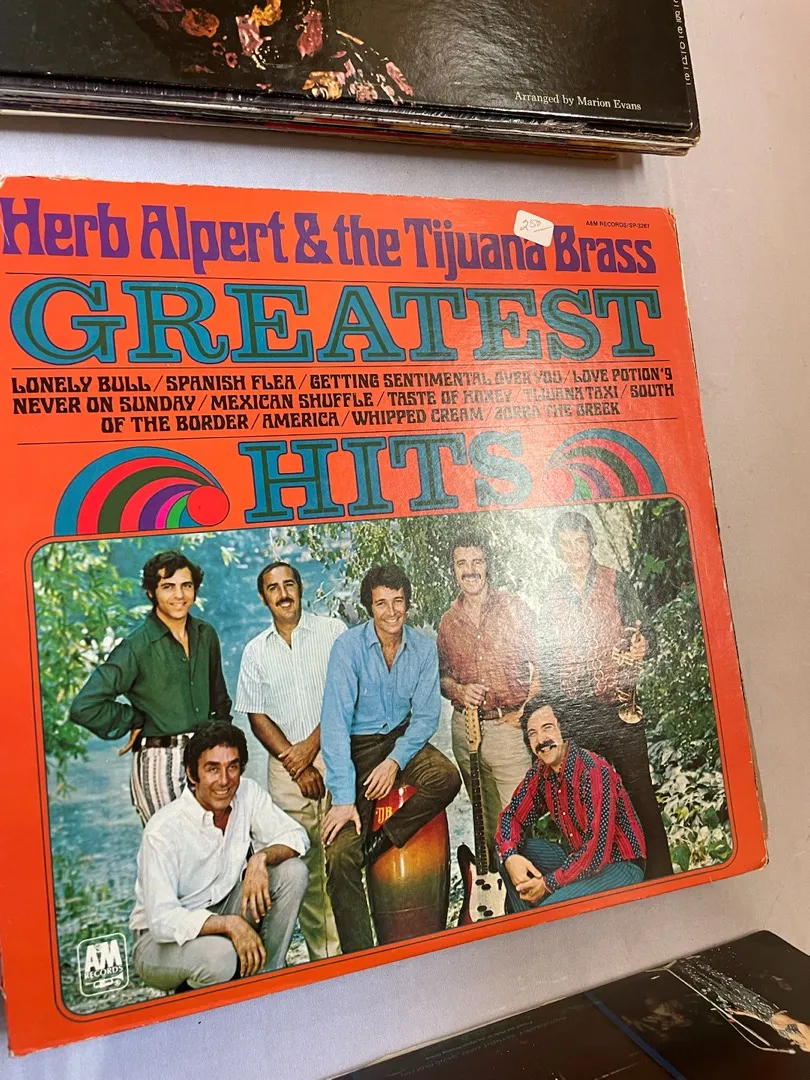 Arranged by Marion Evans
Herb Alpert & the Tijuana Brass
250
A&M RECORDS/SP-3267
GREATEST
LONELY BULL / SPANISH FLEA / GETTING SENTIMENTAL OVER YOU / LOVE POTION #9
NEVER ON SUNDAY / MEXICAN SHUFFLE / TASTE OF HONEY / TIJUANA TAXI / SOUTH
OF THE BORDER / AMERICA / WHIPPED CREAM / ZORBA THE GREEK
HITS
A&M
RECORDS